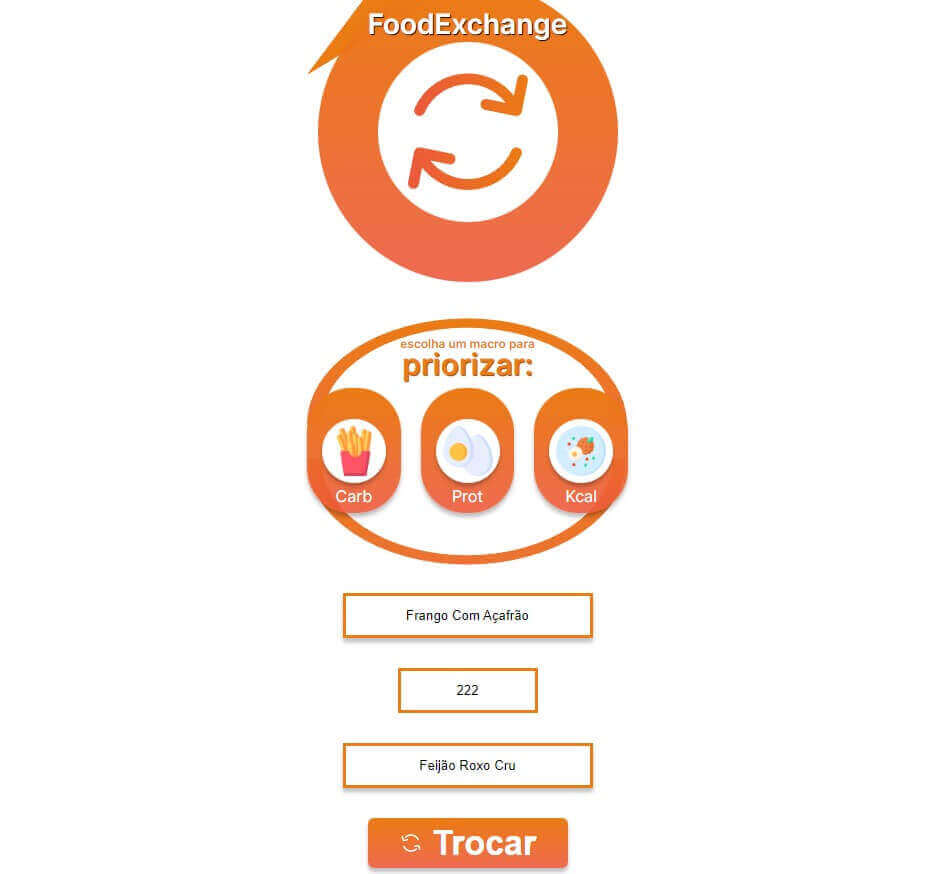 FoodExchange
escolha um macro para
priorizar:
Carb Prot Kcal
Frango Com Açafrão
222
Feijão Roxo Cru
Trocar